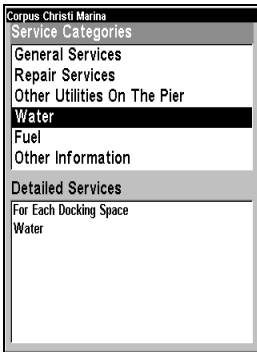 Corpus Christi Marina
Service Categories
General Services
Repair Services
Other Utilities On The Pier
Water
Fuel
Other Information
Detailed Services
For Each Docking Space
Water